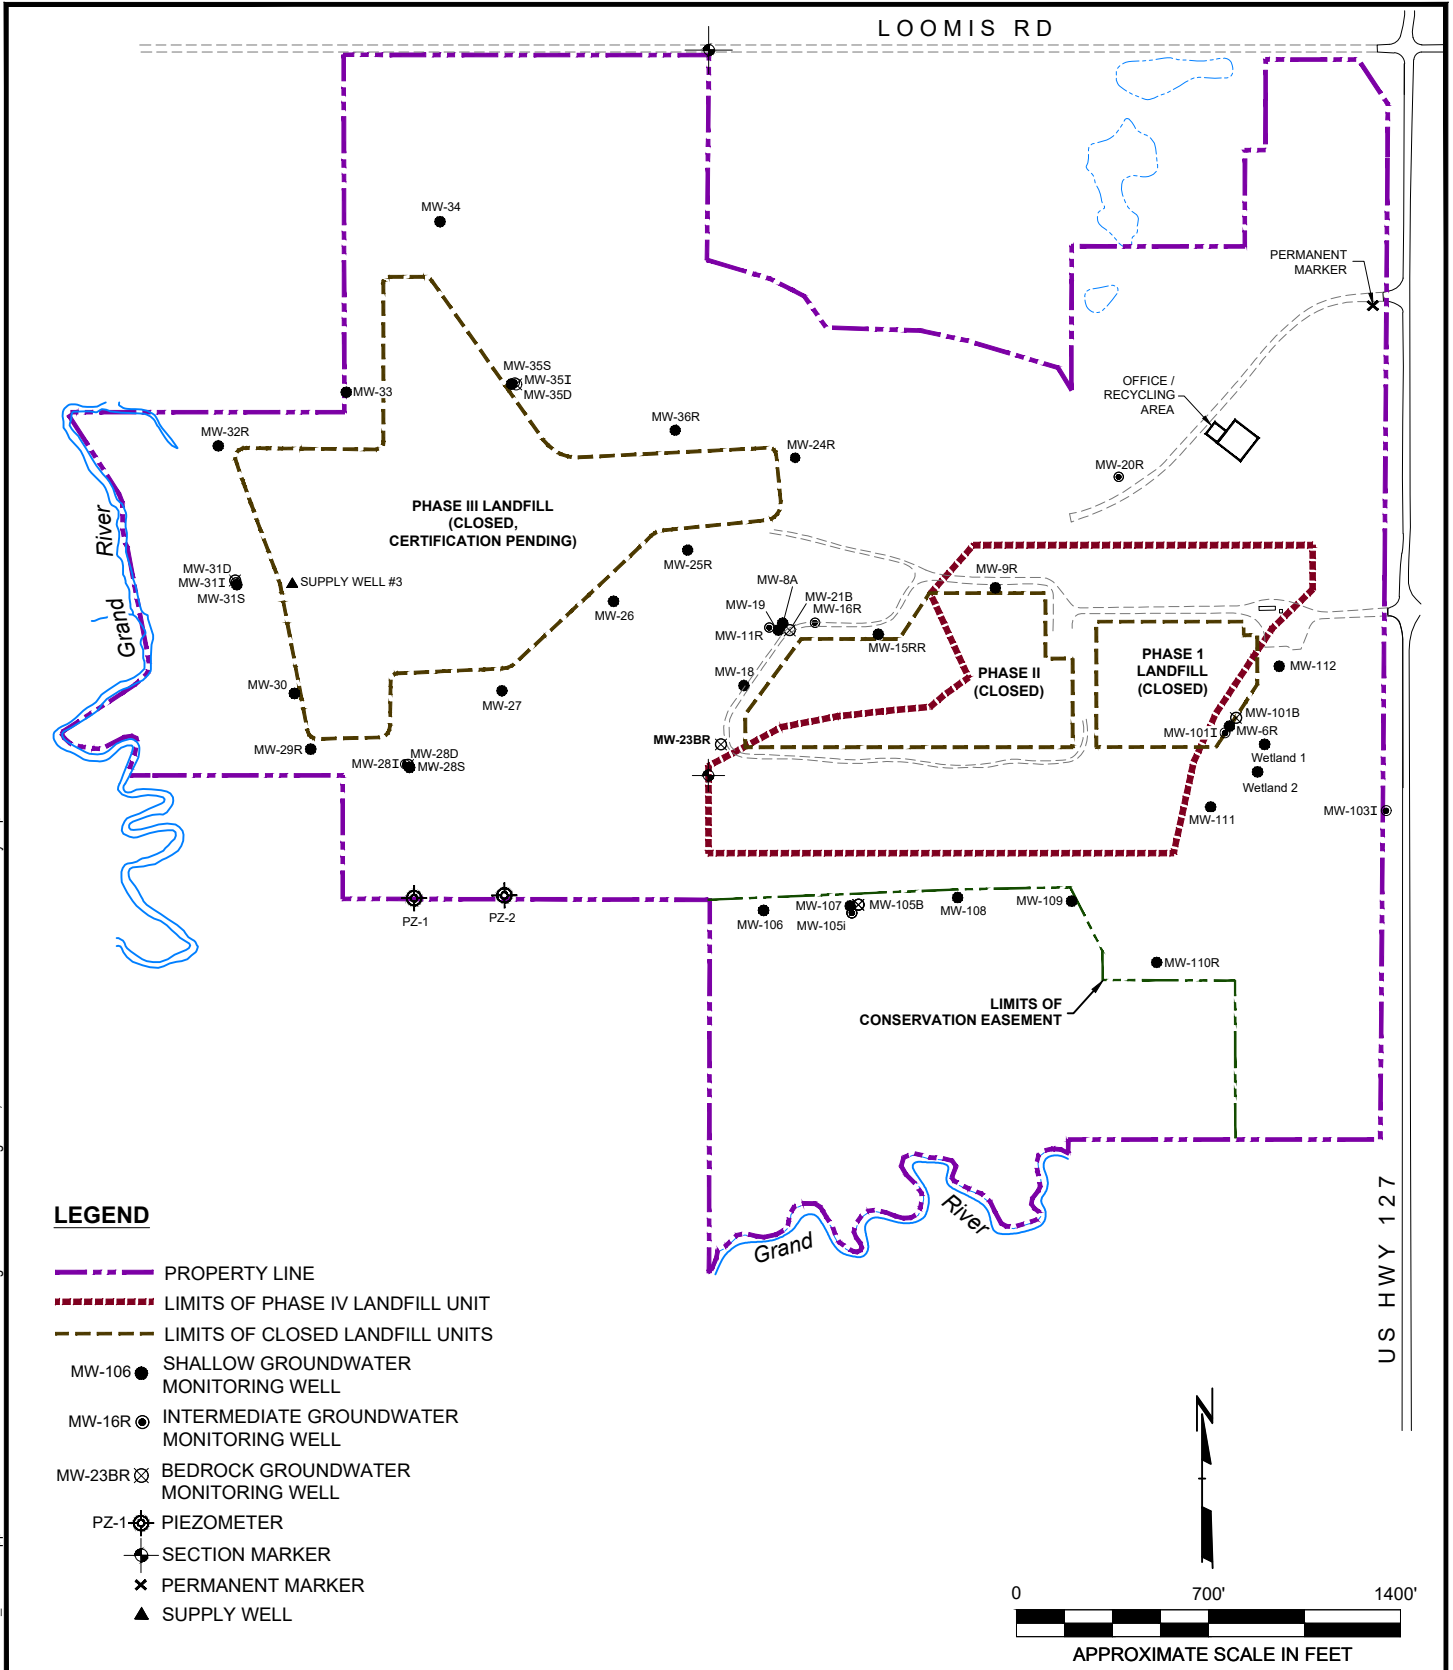 LOOMIS RD
MW-34
PERMANENT
MARKER
MW-35S
MW-35I
MW-35D
MW-33
OFFICE /
RECYCLING
AREA
MW-36R
MW-32R
MW-24R
MW-20R
River
Grand
PHASE III LANDFILL
(CLOSED,
CERTIFICATION PENDING)
MW-25R
MW-31D
MW-31I
MW-31S
SUPPLY WELL #3
MW-8A
MW-9R
MW-19
MW-21B
MW-16R
MW-26
MW-11R
MW-15RR
MW-18
PHASE II
(CLOSED)
PHASE 1
LANDFILL
(CLOSED)
MW-112
MW-30
MW-27
MW-101B
MW-6R
MW-101I
MW-23BR
MW-29R
MW-28D
MW-28I
MW-28S
Wetland 1
Wetland 2
MW-111
MW-103I
PZ-1
PZ-2
MW-106
MW-107
MW-105B
MW-105i
MW-108
MW-109
MW-110R
LIMITS OF
CONSERVATION EASEMENT
Grand
River
US HWY 127
LEGEND
PROPERTY LINE
LIMITS OF PHASE IV LANDFILL UNIT
LIMITS OF CLOSED LANDFILL UNITS
MW-106 SHALLOW GROUNDWATER
MONITORING WELL
MW-16R INTERMEDIATE GROUNDWATER
MONITORING WELL
MW-23BR BEDROCK GROUNDWATER
MONITORING WELL
PZ-1 PIEZOMETER
SECTION MARKER
PERMANENT MARKER
SUPPLY WELL
N
0 700' 1400'
APPROXIMATE SCALE IN FEET